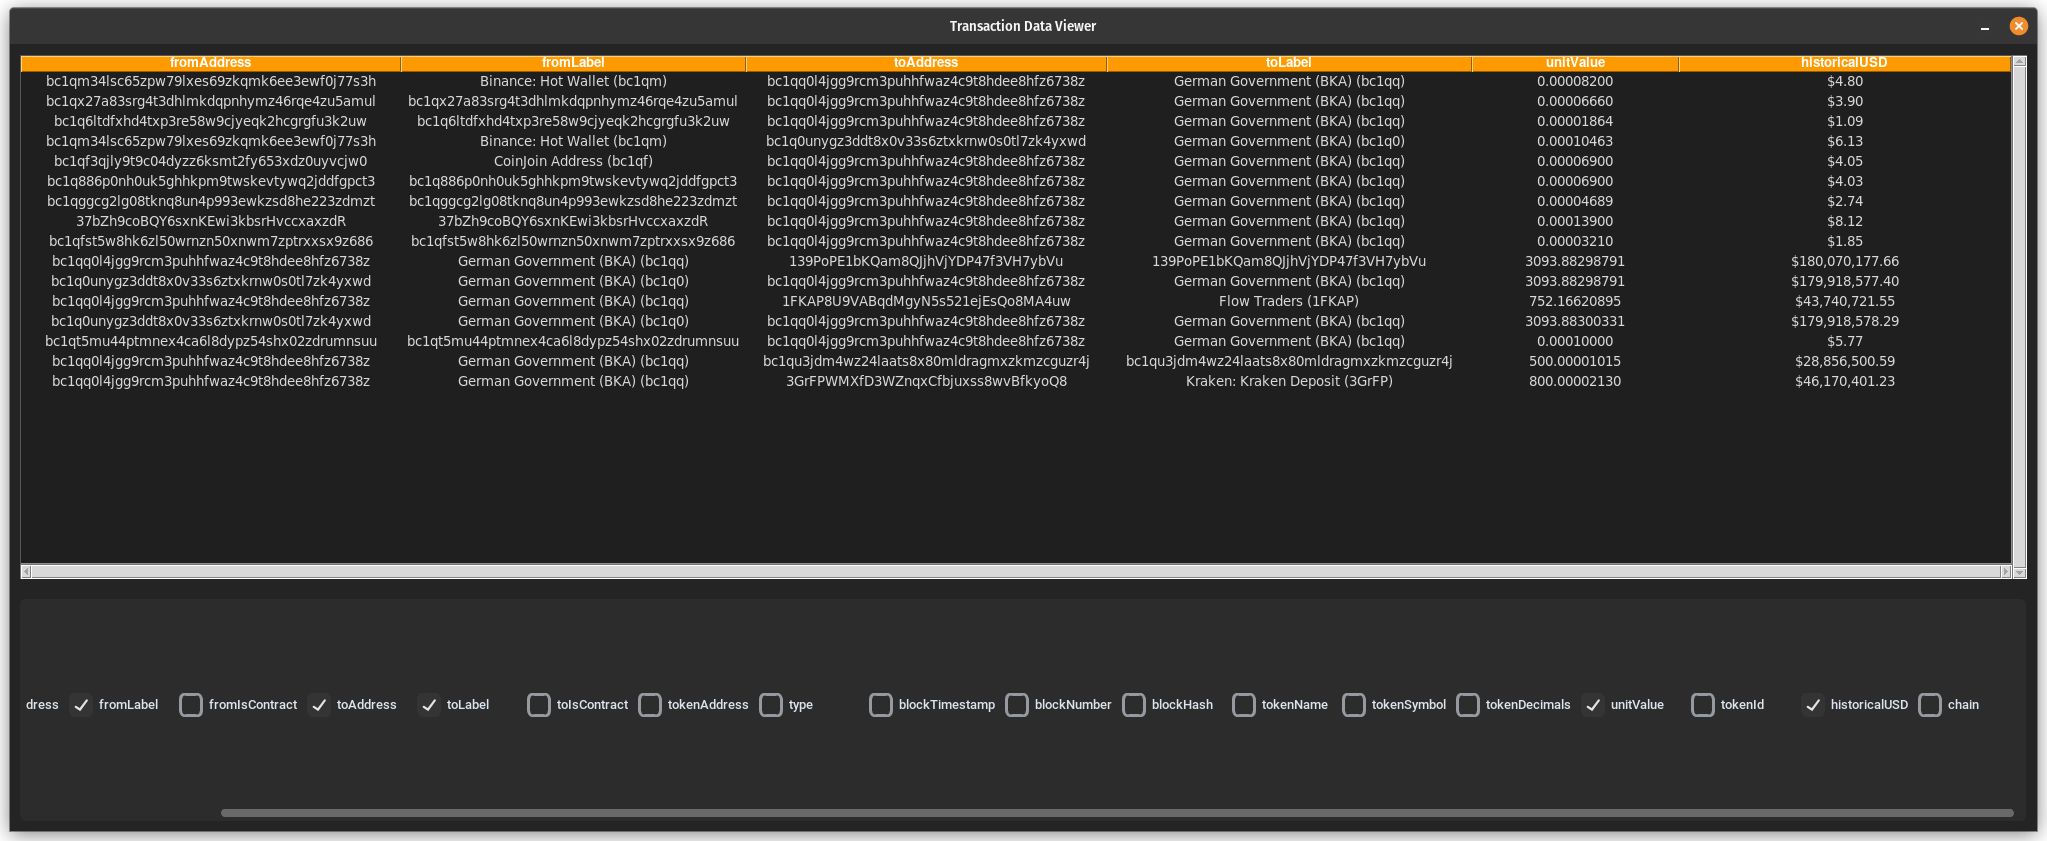 Transaction Data Viewer
fromAddress fromLabel toAddress toLabel unitValue historicalUSD
bc1qm34lsc65zpw79lxes69zkqmk6ee3ewf0j77s3h Binance: Hot Wallet (bc1qm) bc1qq0l4jgg9rcm3puhhfwaz4c9t8hdee8hfz6738z German Government (BKA) (bc1qq) 0.00008200 $4.80
bc1qx27a83srg4t3dhlmkdqpnhymz46rqe4zu5amul bc1qx27a83srg4t3dhlmkdqpnhymz46rqe4zu5amul bc1qq0l4jgg9rcm3puhhfwaz4c9t8hdee8hfz6738z German Government (BKA) (bc1qq) 0.00006660 $3.90
bc1q6ltdfxhd4txp3re58w9cjyeqk2hcgrgfu3k2uw bc1q6ltdfxhd4txp3re58w9cjyeqk2hcgrgfu3k2uw bc1qq0l4jgg9rcm3puhhfwaz4c9t8hdee8hfz6738z German Government (BKA) (bc1qq) 0.00001864 $1.09
bc1qm34lsc65zpw79lxes69zkqmk6ee3ewf0j77s3h Binance: Hot Wallet (bc1qm) bc1q0unygz3ddt8x0v33s6ztxkrnw0s0tl7zk4yxwd German Government (BKA) (bc1q0) 0.00010463 $6.13
bc1qf3qjly9t9c04dyzz6ksmt2fy653xdz0uyvcjw0 CoinJoin Address (bc1qf) bc1qq0l4jgg9rcm3puhhfwaz4c9t8hdee8hfz6738z German Government (BKA) (bc1qq) 0.00006900 $4.05
bc1q886p0nh0uk5ghhkpm9twskevtywq2jddfgpct3 bc1q886p0nh0uk5ghhkpm9twskevtywq2jddfgpct3 bc1qq0l4jgg9rcm3puhhfwaz4c9t8hdee8hfz6738z German Government (BKA) (bc1qq) 0.00006900 $4.03
bc1qggcg2lg08tknq8un4p993ewkzsd8he223zdmzt bc1qggcg2lg08tknq8un4p993ewkzsd8he223zdmzt bc1qq0l4jgg9rcm3puhhfwaz4c9t8hdee8hfz6738z German Government (BKA) (bc1qq) 0.00004689 $2.74
37bZh9coBQY6sxnKEwi3kbsrHvccxaxzdR 37bZh9coBQY6sxnKEwi3kbsrHvccxaxzdR bc1qq0l4jgg9rcm3puhhfwaz4c9t8hdee8hfz6738z German Government (BKA) (bc1qq) 0.00013900 $8.12
bc1qfst5w8hk6zl50wrnzn50xnwm7zptrxxsx9z686 bc1qfst5w8hk6zl50wrnzn50xnwm7zptrxxsx9z686 bc1qq0l4jgg9rcm3puhhfwaz4c9t8hdee8hfz6738z German Government (BKA) (bc1qq) 0.00003210 $1.85
bc1qq0l4jgg9rcm3puhhfwaz4c9t8hdee8hfz6738z German Government (BKA) (bc1qq) 139PoPE1bKQam8QJjhVjYDP47f3VH7ybVu 139PoPE1bKQam8QJjhVjYDP47f3VH7ybVu 3093.88298791 $180,070,177.66
bc1q0unygz3ddt8x0v33s6ztxkrnw0s0tl7zk4yxwd German Government (BKA) (bc1q0) bc1qq0l4jgg9rcm3puhhfwaz4c9t8hdee8hfz6738z German Government (BKA) (bc1qq) 3093.88298791 $179,918,577.40
bc1qq0l4jgg9rcm3puhhfwaz4c9t8hdee8hfz6738z German Government (BKA) (bc1qq) 1FKAP8U9VABqdMgyN5s521ejEsQo8MA4uw Flow Traders (1FKAP) 752.16620895 $43,740,721.55
bc1q0unygz3ddt8x0v33s6ztxkrnw0s0tl7zk4yxwd German Government (BKA) (bc1q0) bc1qq0l4jgg9rcm3puhhfwaz4c9t8hdee8hfz6738z German Government (BKA) (bc1qq) 3093.88300331 $179,918,578.29
bc1qt5mu44ptmnex4ca6l8dypz54shx02zdrumnsuu bc1qt5mu44ptmnex4ca6l8dypz54shx02zdrumnsuu bc1qq0l4jgg9rcm3puhhfwaz4c9t8hdee8hfz6738z German Government (BKA) (bc1qq) 0.00010000 $5.77
bc1qq0l4jgg9rcm3puhhfwaz4c9t8hdee8hfz6738z German Government (BKA) (bc1qq) bc1qu3jdm4wz24laats8x80mldragmxzkmzcguzr4j bc1qu3jdm4wz24laats8x80mldragmxzkmzcguzr4j 500.00001015 $28,856,500.59
bc1qq0l4jgg9rcm3puhhfwaz4c9t8hdee8hfz6738z German Government (BKA) (bc1qq) 3GrFPWMXfD3WZnqxCfbjuxss8wvBfkyoQ8 Kraken: Kraken Deposit (3GrFP) 800.00002130 $46,170,401.23
dress fromLabel fromIsContract toAddress toLabel toIsContract tokenAddress type blockTimestamp blockNumber blockHash tokenName tokenSymbol tokenDecimals unitValue tokenId historicalUSD chain